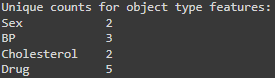 Unique counts for object type features:
Sex 2
BP 3
Cholesterol 2
Drug 5